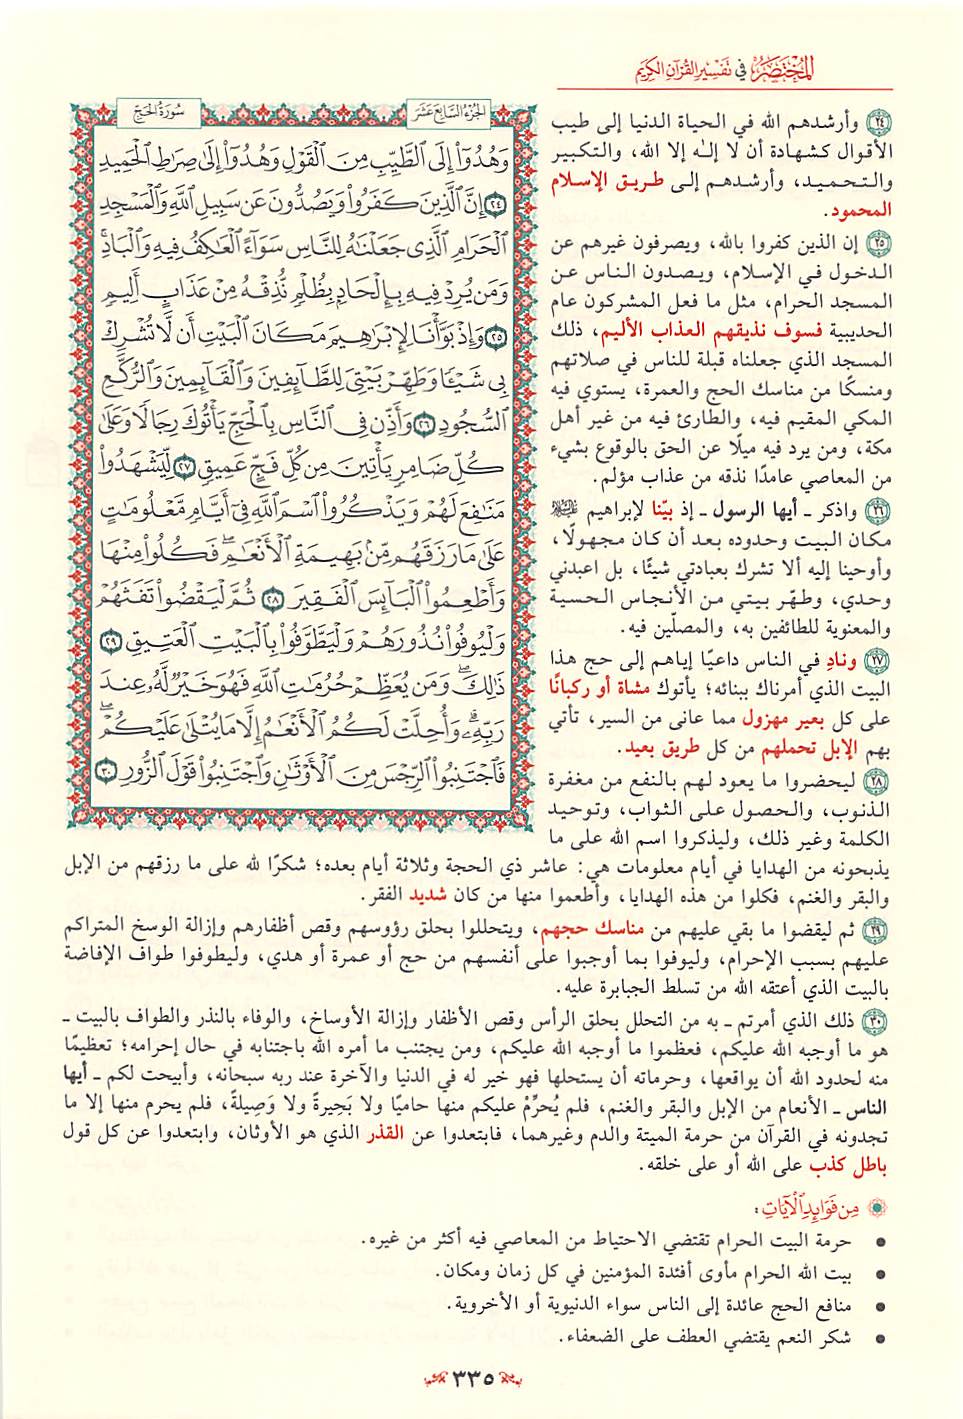 المختصر في تفسير القرآن الكريم
الجزء السابع عشر
سورة الحج
وَهُدُوٓا۟ إِلَى ٱلطَّيِّبِ مِنَ ٱلْقَوْلِ وَهُدُوٓا۟ إِلَىٰ صِرَٰطِ ٱلْحَمِيدِ
٢٤ إِنَّ ٱلَّذِينَ كَفَرُوا۟ وَيَصُدُّونَ عَن سَبِيلِ ٱللَّهِ وَٱلْمَسْجِدِ
ٱلْحَرَامِ ٱلَّذِى جَعَلْنَٰهُ لِلنَّاسِ سَوَآءً ٱلْعَٰكِفُ فِيهِ وَٱلْبَادِ ۚ
وَمَن يُرِدْ فِيهِ بِإِلْحَادٍۭ بِظُلْمٍ نُّذِقْهُ مِنْ عَذَابٍ أَلِيمٍ
٢٥ وَإِذْ بَوَّأْنَا لِإِبْرَٰهِيمَ مَكَانَ ٱلْبَيْتِ أَن لَّا تُشْرِكْ
بِى شَيْـًٔا وَطَهِّرْ بَيْتِىَ لِلطَّآئِفِينَ وَٱلْقَآئِمِينَ وَٱلرُّكَّعِ
ٱلسُّجُودِ ٢٦ وَأَذِّن فِى ٱلنَّاسِ بِٱلْحَجِّ يَأْتُوكَ رِجَالًا وَعَلَىٰ
كُلِّ ضَامِرٍ يَأْتِينَ مِن كُلِّ فَجٍّ عَمِيقٍ ٢٧ لِّيَشْهَدُوا۟
مَنَٰفِعَ لَهُمْ وَيَذْكُرُوا۟ ٱسْمَ ٱللَّهِ فِىٓ أَيَّامٍ مَّعْلُومَٰتٍ
عَلَىٰ مَا رَزَقَهُم مِّنۢ بَهِيمَةِ ٱلْأَنْعَٰمِ ۖ فَكُلُوا۟ مِنْهَا
وَأَطْعِمُوا۟ ٱلْبَآئِسَ ٱلْفَقِيرَ ٢٨ ثُمَّ لْيَقْضُوا۟ تَفَثَهُمْ
وَلْيُوفُوا۟ نُذُورَهُمْ وَلْيَطَّوَّفُوا۟ بِٱلْبَيْتِ ٱلْعَتِيقِ ٢٩
ذَٰلِكَ ۖ وَمَن يُعَظِّمْ حُرُمَٰتِ ٱللَّهِ فَهُوَ خَيْرٌ لَّهُۥ عِندَ
رَبِّهِۦ ۗ وَأُحِلَّتْ لَكُمُ ٱلْأَنْعَٰمُ إِلَّا مَا يُتْلَىٰ عَلَيْكُمْ ۖ
فَٱجْتَنِبُوا۟ ٱلرِّجْسَ مِنَ ٱلْأَوْثَٰنِ وَٱجْتَنِبُوا۟ قَوْلَ ٱلزُّورِ ٣٠
٢٤ وأرشدهم الله في الحياة الدنيا إلى طيب
الأقوال كشهادة أن لا إلـٰه إلا الله، والتكبير
والتحميد، وأرشدهم إلى طريق الإسلام
المحمود.
٢٥ إن الذين كفروا بالله، ويصرفون غيرهم عن
الدخول في الإسلام، ويصدون الناس عن
المسجد الحرام، مثل ما فعل المشركون عام
الحديبية فسوف نذيقهم العذاب الأليم، ذلك
المسجد الذي جعلناه قبلة للناس في صلاتهم
ومنسكًا من مناسك الحج والعمرة، يستوي فيه
المكي المقيم فيه، والطارئ فيه من غير أهل
مكة، ومن يرد فيه ميلًا عن الحق بالوقوع بشيء
من المعاصي عامدًا نذقه من عذاب مؤلم.
٢٦ واذكر ـ أيها الرسول ـ إذ بيّنا لإبراهيم عليه السلام
مكان البيت وحدوده بعد أن كان مجهولًا،
وأوحينا إليه ألا تشرك بعبادتي شيئًا، بل اعبدني
وحدي، وطهّر بيتي من الأنجاس الحسية
والمعنوية للطائفين به، والمصلّين فيه.
٢٧ ونادِ في الناس داعيًا إياهم إلى حج هذا
البيت الذي أمرناك ببنائه؛ يأتوك مشاة أو ركبانًا
على كل بعير مهزول مما عانى من السير، تأتي
بهم الإبل تحملهم من كل طريق بعيد.
٢٨ ليحضروا ما يعود لهم بالنفع من مغفرة
الذنوب، والحصول على الثواب، وتوحيد
الكلمة وغير ذلك، وليذكروا اسم الله على ما
يذبحونه من الهدايا في أيام معلومات هي: عاشر ذي الحجة وثلاثة أيام بعده؛ شكرًا لله على ما رزقهم من الإبل
والبقر والغنم، فكلوا من هذه الهدايا، وأطعموا منها من كان شديد الفقر.
٢٩ ثم ليقضوا ما بقي عليهم من مناسك حجهم، ويتحللوا بحلق رؤوسهم وقص أظفارهم وإزالة الوسخ المتراكم
عليهم بسبب الإحرام، وليوفوا بما أوجبوا على أنفسهم من حج أو عمرة أو هدي، وليطوفوا طواف الإفاضة
بالبيت الذي أعتقه الله من تسلط الجبابرة عليه.
٣٠ ذلك الذي أمرتم ـ به من التحلل بحلق الرأس وقص الأظفار وإزالة الأوساخ، والوفاء بالنذر والطواف بالبيت ـ
هو ما أوجبه الله عليكم، فعظموا ما أوجبه الله عليكم، ومن يجتنب ما أمره الله باجتنابه في حال إحرامه؛ تعظيمًا
منه لحدود الله أن يواقعها، وحرماته أن يستحلها فهو خير له في الدنيا والآخرة عند ربه سبحانه، وأبيحت لكم ـ أيها
الناس ـ الأنعام من الإبل والبقر والغنم، فلم يُحرِّمْ عليكم منها حاميًا ولا بَحِيرةً ولا وَصِيلةً، فلم يحرم منها إلا ما
تجدونه في القرآن من حرمة الميتة والدم وغيرهما، فابتعدوا عن القذر الذي هو الأوثان، وابتعدوا عن كل قول
باطل كذب على الله أو على خلقه.
من فوائد الآيات:
• حرمة البيت الحرام تقتضي الاحتياط من المعاصي فيه أكثر من غيره.
• بيت الله الحرام مأوى أفئدة المؤمنين في كل زمان ومكان.
• منافع الحج عائدة إلى الناس سواء الدنيوية أو الأخروية.
• شكر النعم يقتضي العطف على الضعفاء.
٣٣٥